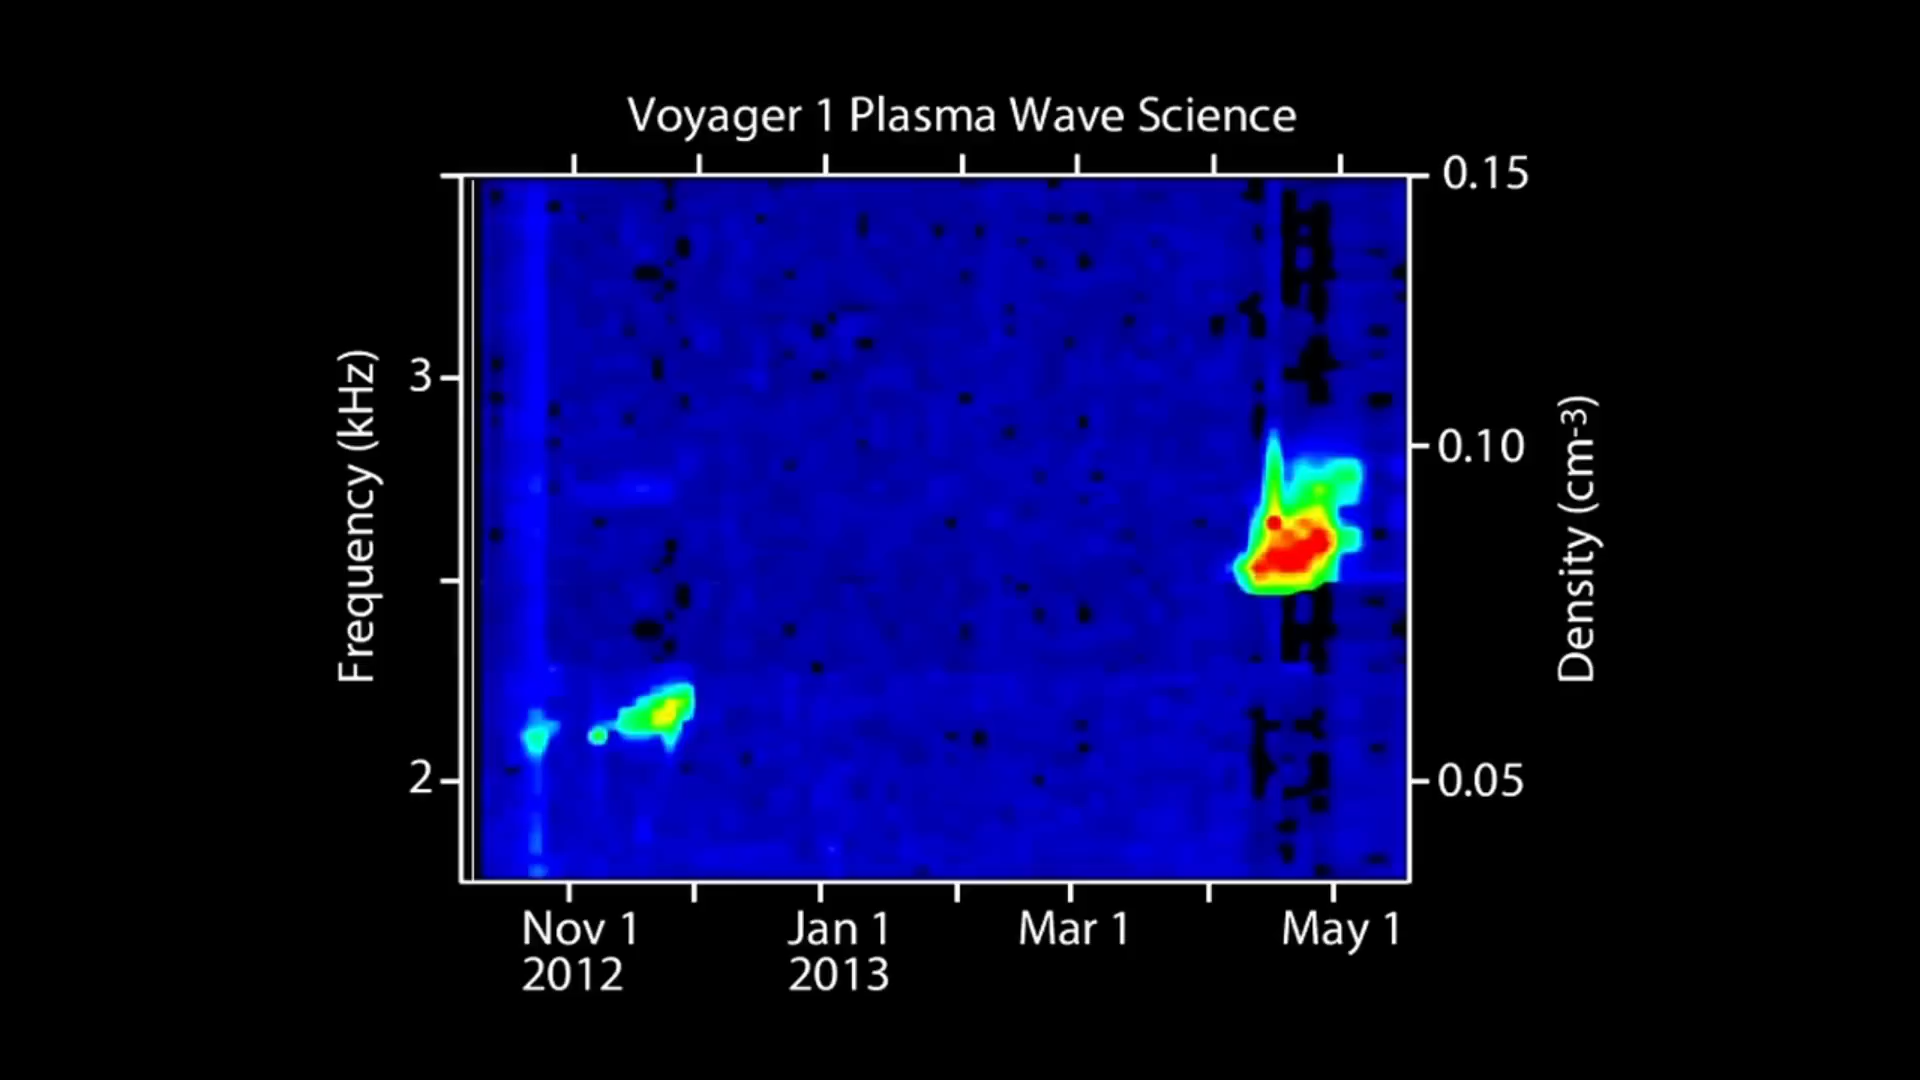 Voyager 1 Plasma Wave Science
0.15
3
0.10
Frequency (kHz)
Density (cm-3)
2
0.05
Nov 1
2012
Jan 1
2013
Mar 1
May 1